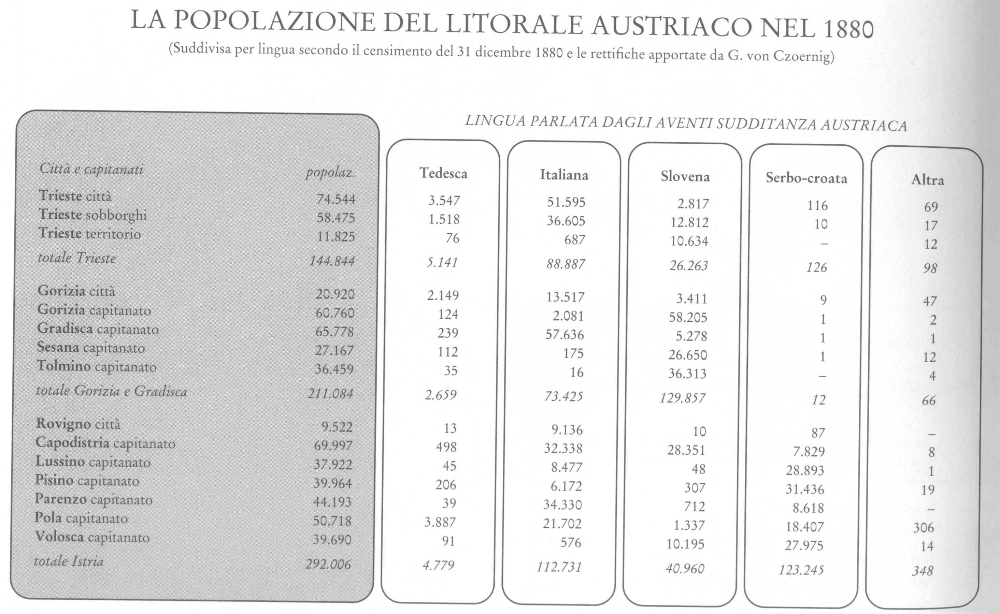 LA POPOLAZIONE DEL LITORALE AUSTRIACO NEL 1880
(Suddivisa per lingua secondo il censimento del 31 dicembre 1880 e le rettifiche apportate da G. von Czoernig)
LINGUA PARLATA DAGLI AVENTI SUDDITANZA AUSTRIACA
Città e capitanati popolaz. Tedesca Italiana Slovena Serbo-croata Altra
Trieste città 74.544 3.547 51.595 2.817 116 69
Trieste sobborghi 58.475 1.518 36.605 12.812 10 17
Trieste territorio 11.825 76 687 10.634 – 12
totale Trieste 144.844 5.141 88.887 26.263 126 98
Gorizia città 20.920 2.149 13.517 3.411 9 47
Gorizia capitanato 60.760 124 2.081 58.205 1 2
Gradisca capitanato 65.778 239 57.636 5.278 1 1
Sesana capitanato 27.167 112 175 26.650 1 12
Tolmino capitanato 36.459 35 16 36.313 – 4
totale Gorizia e Gradisca 211.084 2.659 73.425 129.857 12 66
Rovigno città 9.522 13 9.136 10 87 –
Capodistria capitanato 69.997 498 32.338 28.351 7.829 8
Lussino capitanato 37.922 45 8.477 48 28.893 1
Pisino capitanato 39.964 206 6.172 307 31.436 19
Parenzo capitanato 44.193 39 34.330 712 8.618 –
Pola capitanato 50.718 3.887 21.702 1.337 18.407 306
Volosca capitanato 39.690 91 576 10.195 27.975 14
totale Istria 292.006 4.779 112.731 40.960 123.245 348